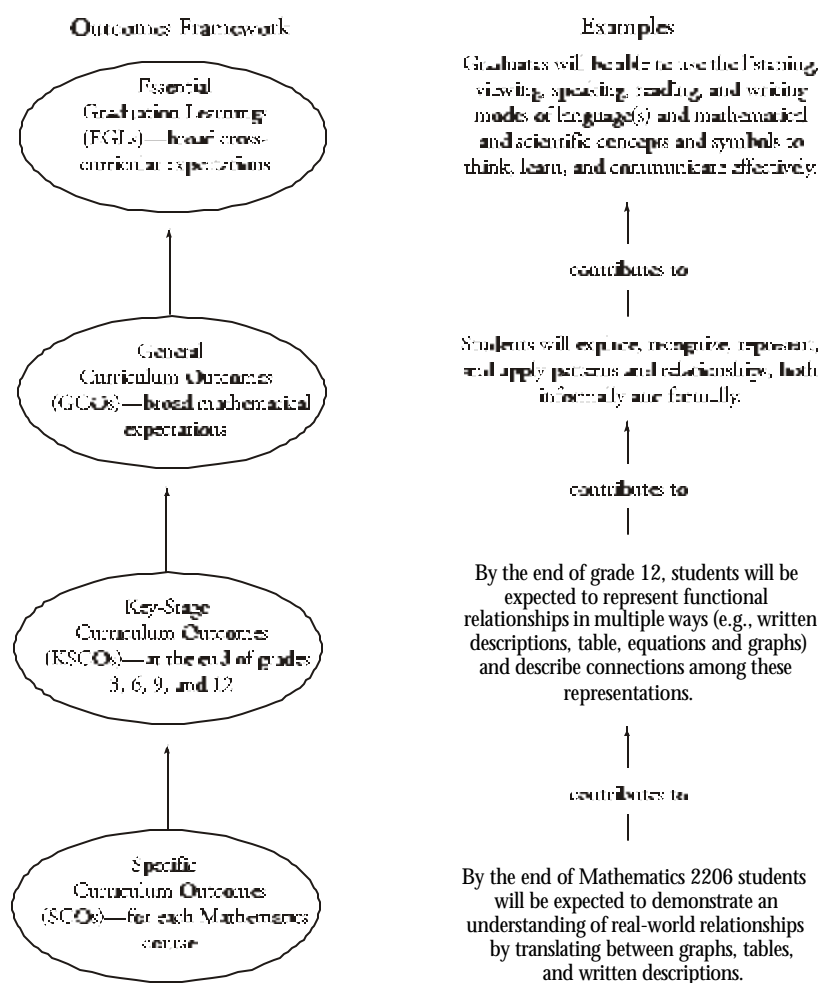 Outcomes Framework
Essential
Graduation Learnings
(EGLs)—broad cross-
curricular expectations
General
Curriculum Outcomes
(GCOs)—broad mathematical
expectations
Key-Stage
Curriculum Outcomes
(KSCOs)—at the end of grades
3, 6, 9, and 12
Specific
Curriculum Outcomes
(SCOs)—for each Mathematics
course
Examples
Graduates will be able to use the listening,
viewing, speaking, reading, and writing
modes of language(s) and mathematical
and scientific concepts and symbols to
think, learn, and communicate effectively.
contributes to
Students will explore, recognize, represent,
and apply patterns and relationships, both
informally and formally.
contributes to
By the end of grade 12, students will be
expected to represent functional
relationships in multiple ways (e.g., written
descriptions, table, equations and graphs)
and describe connections among these
representations.
contributes to
By the end of Mathematics 2206 students
will be expected to demonstrate an
understanding of real-world relationships
by translating between graphs, tables,
and written descriptions.